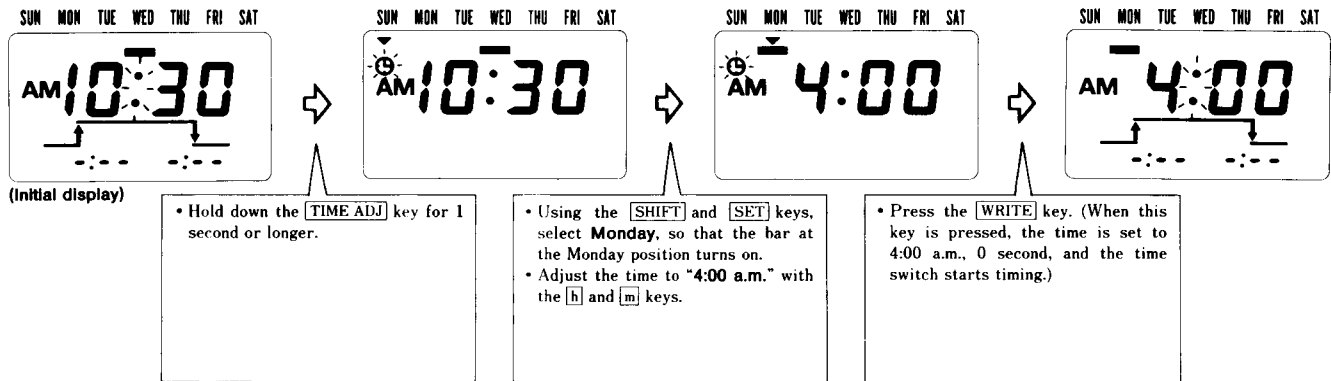 SUN MON TUE WED THU FRI SAT
AM 10:30
-:-- -:--
(Initial display)
SUN MON TUE WED THU FRI SAT
AM 10:30
SUN MON TUE WED THU FRI SAT
AM 4:00
SUN MON TUE WED THU FRI SAT
AM 4:00
-:-- -:--
• Hold down the TIME ADJ key for 1
second or longer.
• Using the SHIFT and SET keys,
select Monday, so that the bar at
the Monday position turns on.
• Adjust the time to “4:00 a.m.” with
the h and m keys.
• Press the WRITE key. (When this
key is pressed, the time is set to
4:00 a.m., 0 second, and the time
switch starts timing.)